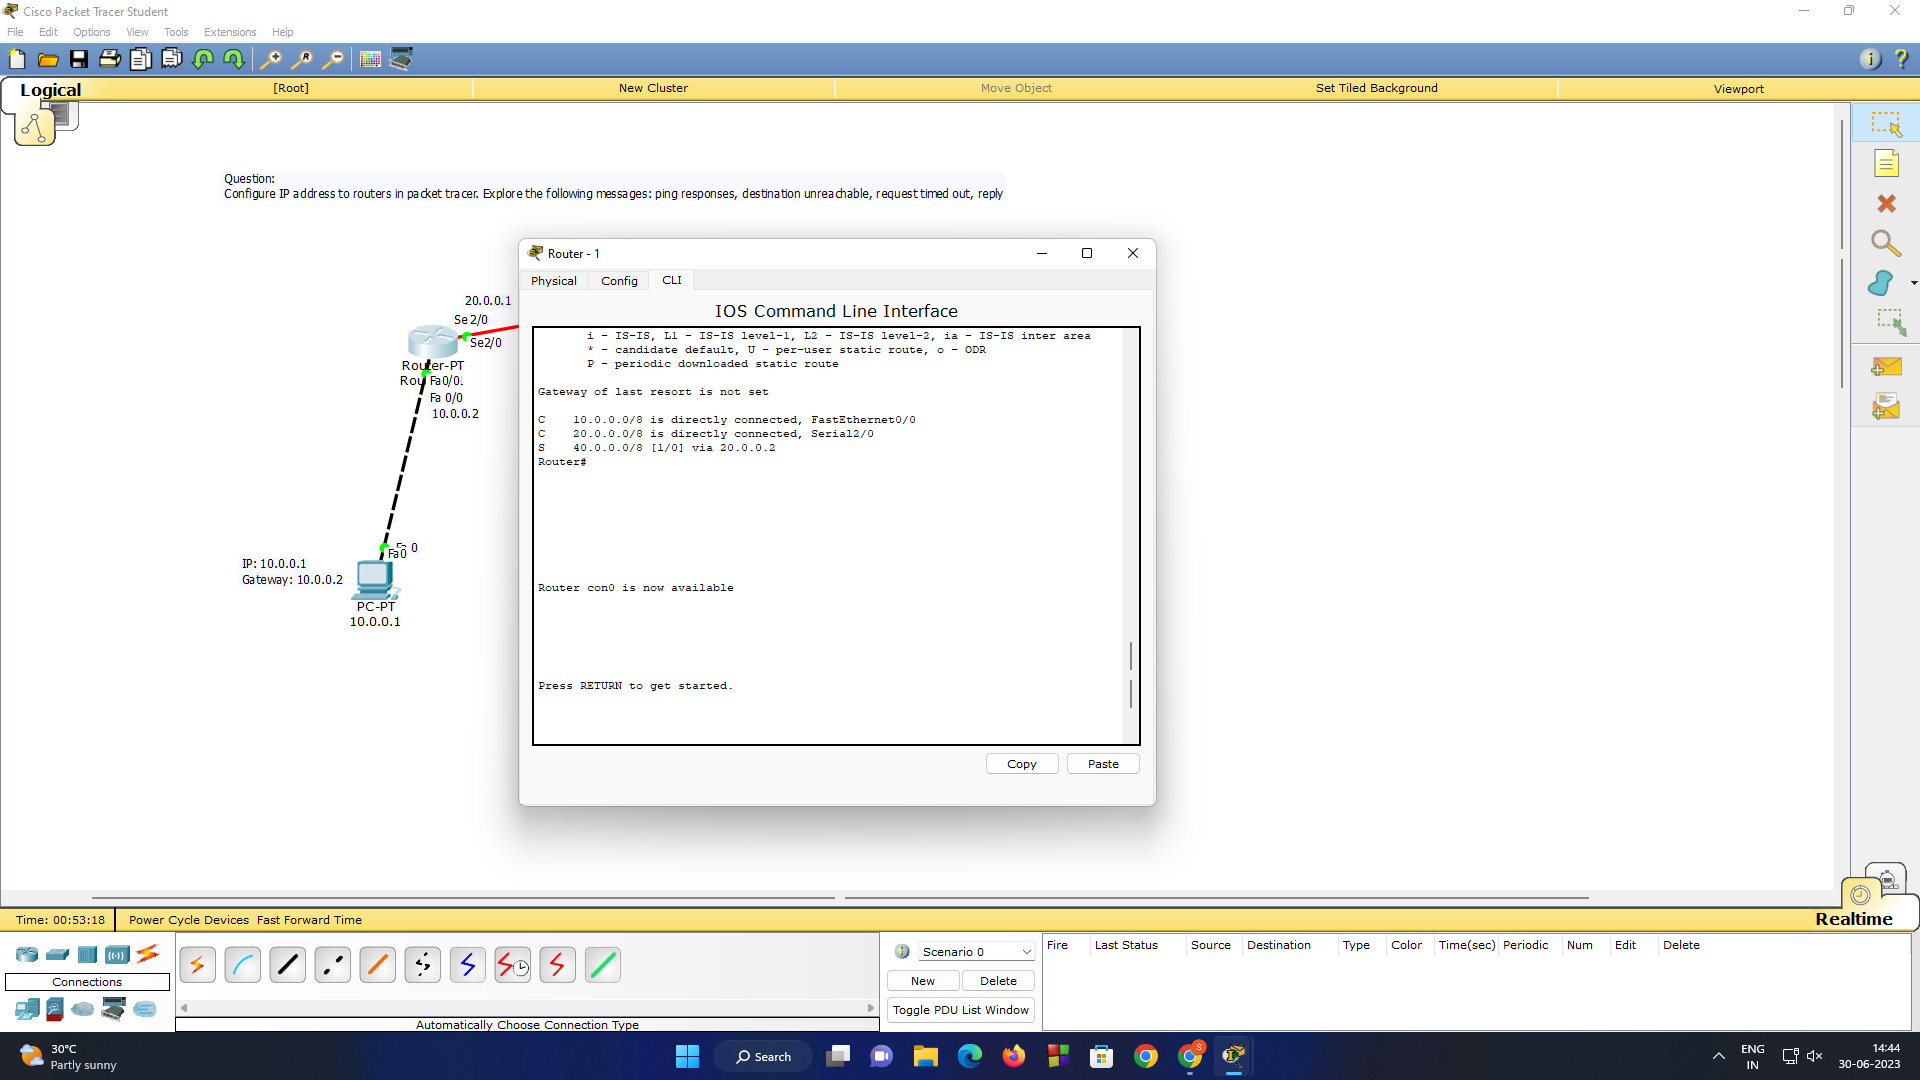 Cisco Packet Tracer Student
File Edit Options View Tools Extensions Help
Logical
[Root]
New Cluster
Move Object
Set Tiled Background
Viewport
Question:
Configure IP address to routers in packet tracer. Explore the following messages: ping responses, destination unreachable, request timed out, reply
Router - 1
Physical Config CLI
IOS Command Line Interface
i - IS-IS, L1 - IS-IS level-1, L2 - IS-IS level-2, ia - IS-IS inter area
* - candidate default, U - per-user static route, o - ODR
P - periodic downloaded static route
Gateway of last resort is not set
C 10.0.0.0/8 is directly connected, FastEthernet0/0
C 20.0.0.0/8 is directly connected, Serial2/0
S 40.0.0.0/8 [1/0] via 20.0.0.2
Router#
Router con0 is now available
Press RETURN to get started.
Copy Paste
20.0.0.1
Se 2/0
Se2/0
Router-PT
Rou Fa0/0.
Fa 0/0
10.0.0.2
0
Fa0
IP: 10.0.0.1
Gateway: 10.0.0.2
PC-PT
10.0.0.1
Realtime
Time: 00:53:18 Power Cycle Devices Fast Forward Time
Connections
Automatically Choose Connection Type
Scenario 0
New Delete
Toggle PDU List Window
Fire Last Status Source Destination Type Color Time(sec) Periodic Num Edit Delete
30°C
Partly sunny
Search
S
ENG
IN
14:44
30-06-2023